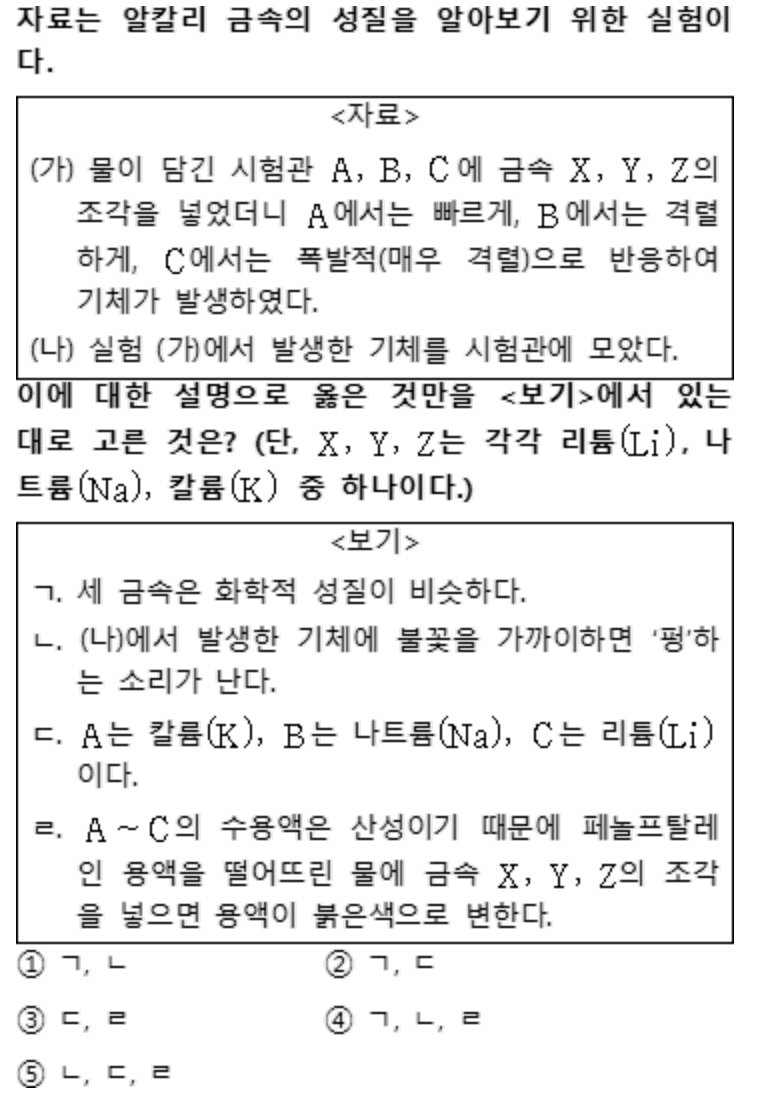 자료는 알칼리 금속의 성질을 알아보기 위한 실험이
다.
<자료>
(가) 물이 담긴 시험관 A, B, C에 금속 X, Y, Z의
조각을 넣었더니 A에서는 빠르게, B에서는 격렬
하게, C에서는 폭발적(매우 격렬)으로 반응하여
기체가 발생하였다.
(나) 실험 (가)에서 발생한 기체를 시험관에 모았다.
이에 대한 설명으로 옳은 것만을 <보기>에서 있는
대로 고른 것은? (단, X, Y, Z는 각각 리튬(Li), 나
트륨(Na), 칼륨(K) 중 하나이다.)
<보기>
ㄱ. 세 금속은 화학적 성질이 비슷하다.
ㄴ. (나)에서 발생한 기체에 불꽃을 가까이하면 '펑'하
는 소리가 난다.
ㄷ. A는 칼륨(K), B는 나트륨(Na), C는 리튬(Li)
이다.
ㄹ. A ~ C의 수용액은 산성이기 때문에 페놀프탈레
인 용액을 떨어뜨린 물에 금속 X, Y, Z의 조각
을 넣으면 용액이 붉은색으로 변한다.
① ㄱ, ㄴ ② ㄱ, ㄷ
③ ㄷ, ㄹ ④ ㄱ, ㄴ, ㄹ
⑤ ㄴ, ㄷ, ㄹ